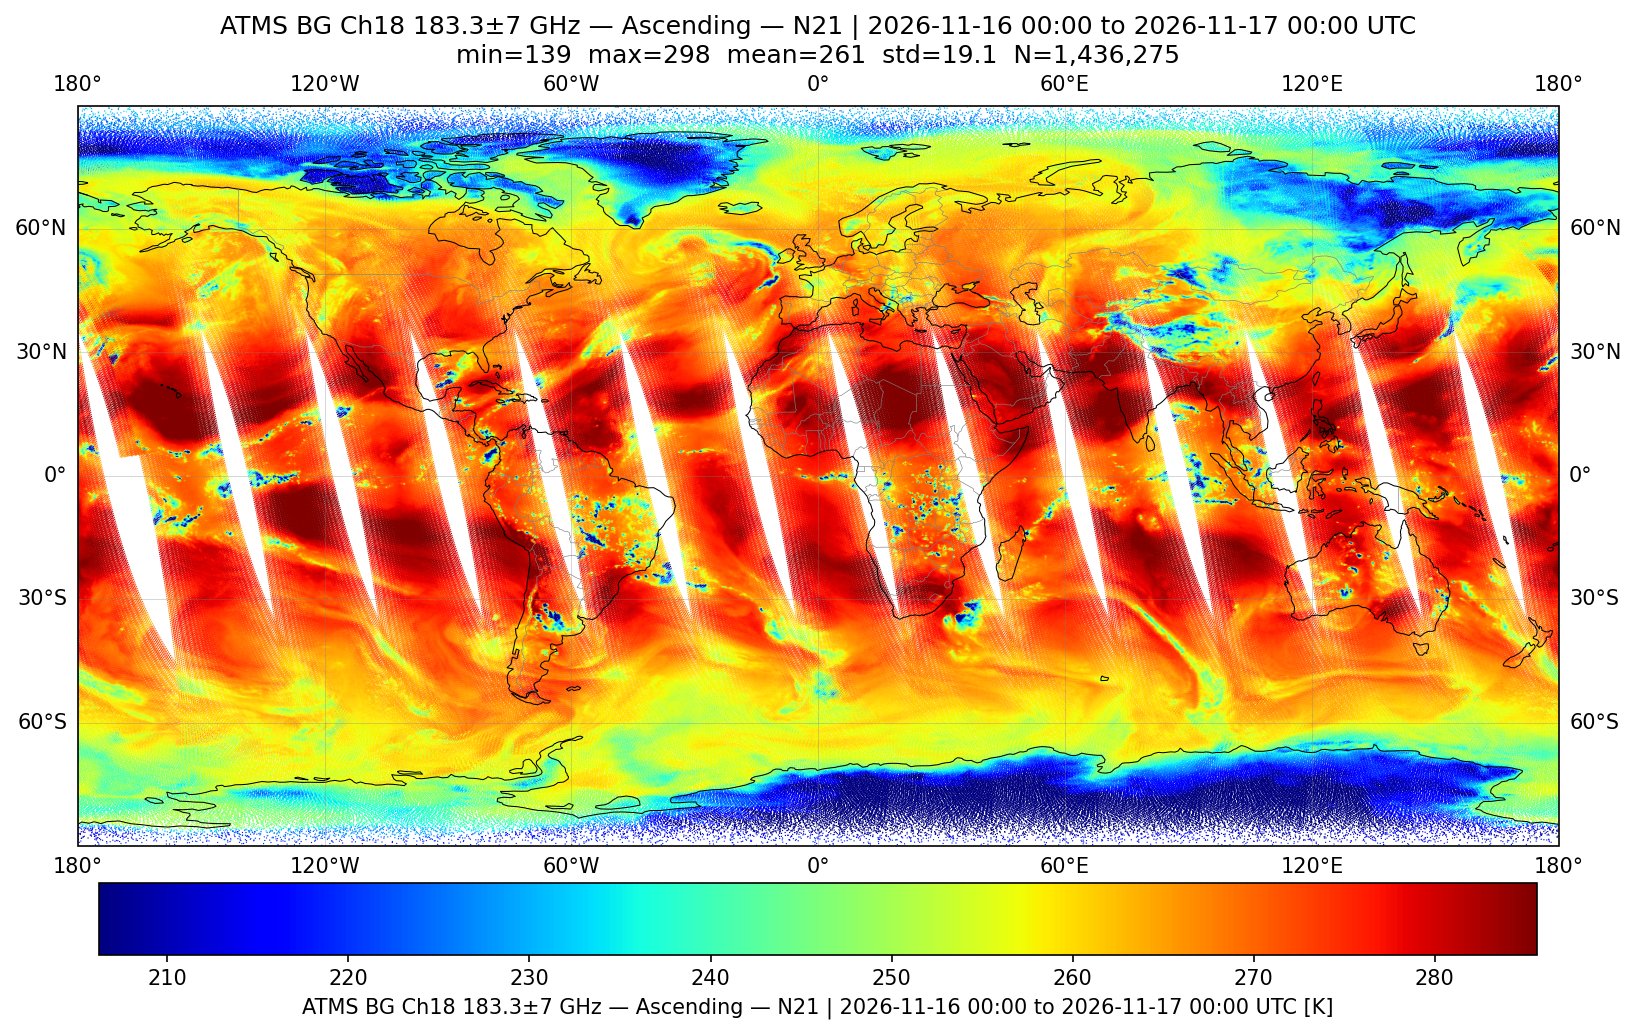 ATMS BG Ch18 183.3±7 GHz — Ascending — N21 | 2026-11-16 00:00 to 2026-11-17 00:00 UTC
min=139 max=298 mean=261 std=19.1 N=1,436,275
180° 120°W 60°W 0° 60°E 120°E 180°
60°N 60°N
30°N 30°N
0° 0°
30°S 30°S
60°S 60°S
180° 120°W 60°W 0° 60°E 120°E 180°
210 220 230 240 250 260 270 280
ATMS BG Ch18 183.3±7 GHz — Ascending — N21 | 2026-11-16 00:00 to 2026-11-17 00:00 UTC [K]